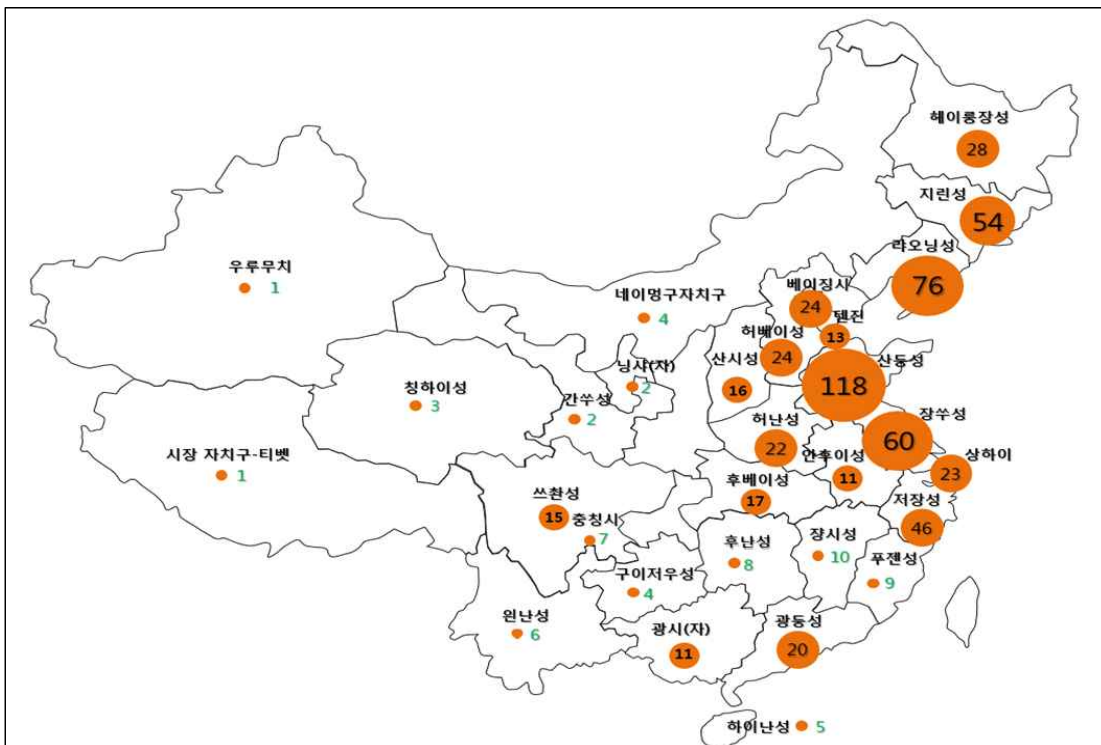 헤이룽장성
28
지린성
54
랴오닝성
76
우루무치
1
네이멍구자치구
4
베이징시
24
텐진
13
허베이성
24
산둥성
118
산시성
16
닝샤(자)
2
칭하이성
3
간쑤성
2
장쑤성
60
허난성
22
안후이성
11
상하이
23
시장 자치구-티벳
1
쓰촨성
15
충칭시
7
후베이성
17
저장성
46
후난성
8
쟝시성
10
푸젠성
9
구이저우성
4
윈난성
6
광시(자)
11
광둥성
20
하이난성
5